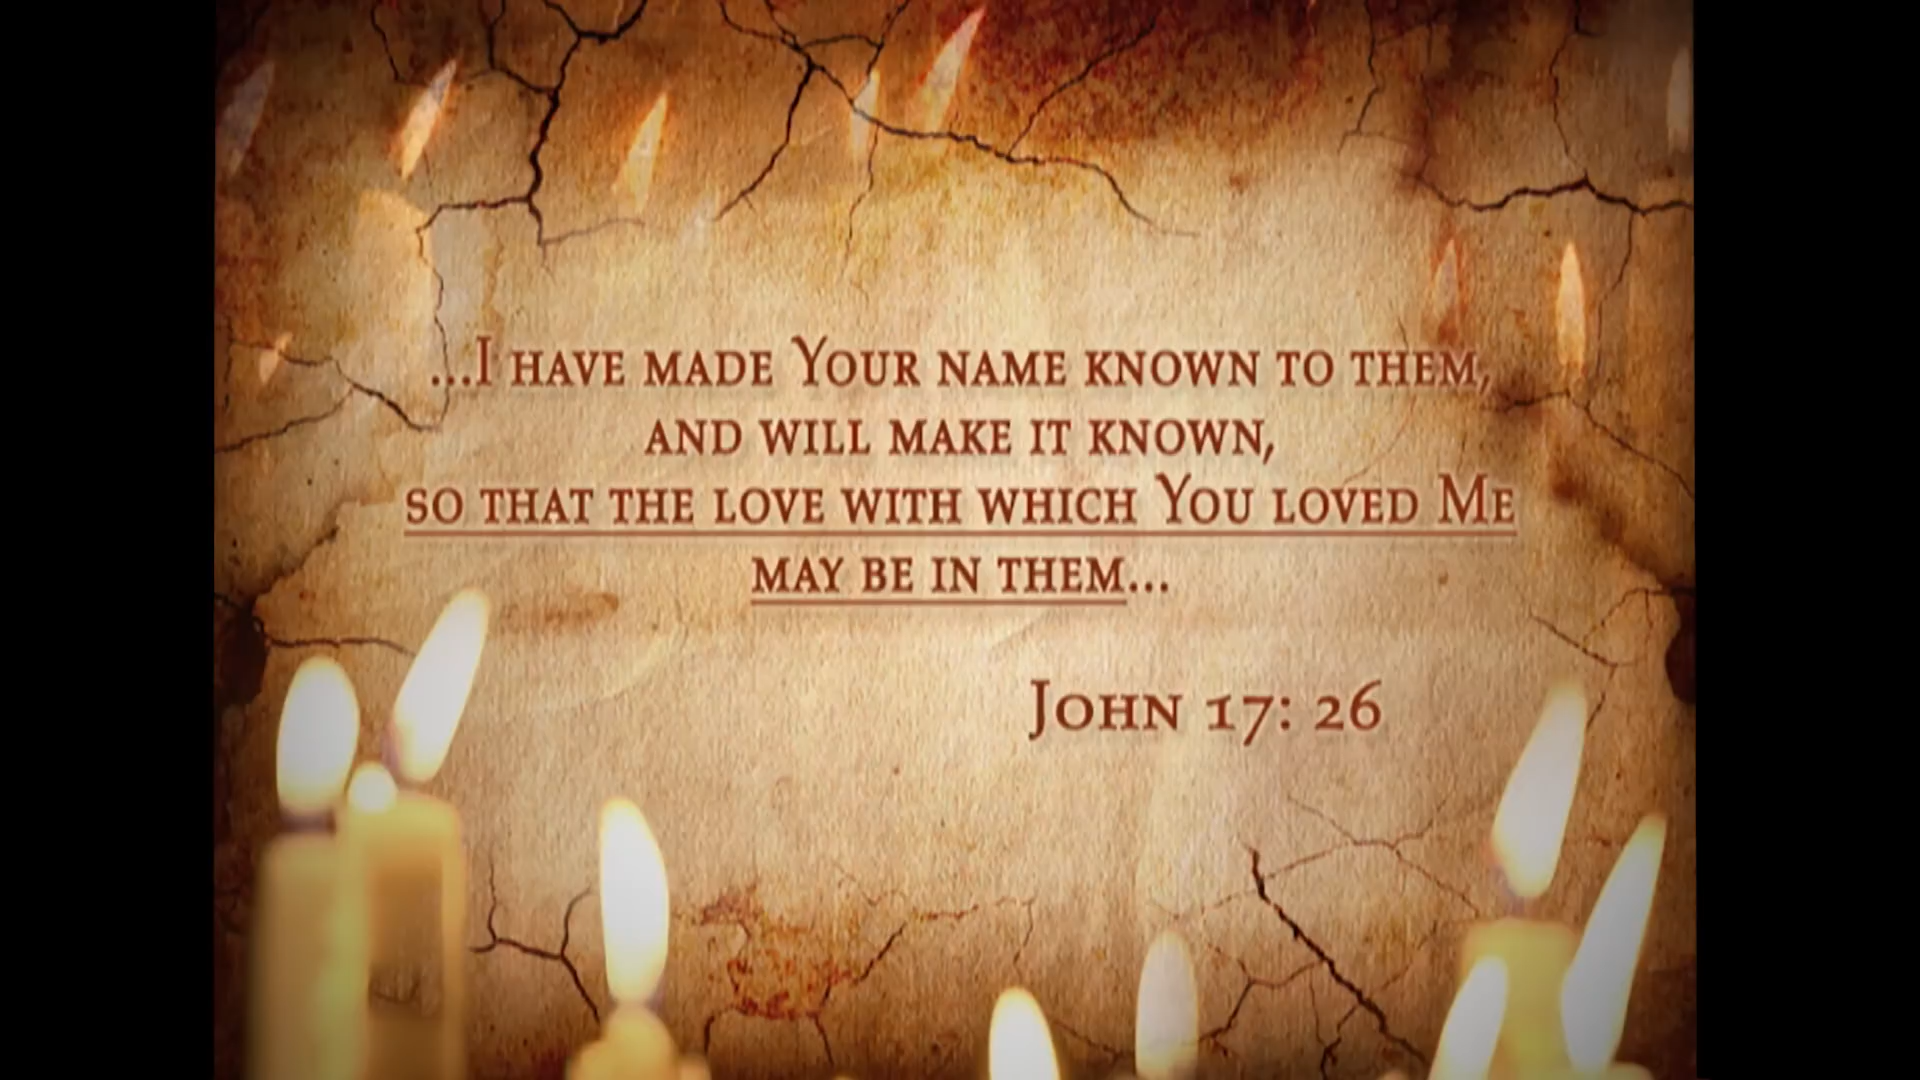 ...I have made Your name known to them,
and will make it known,
so that the love with which You loved Me
may be in them...
John 17: 26